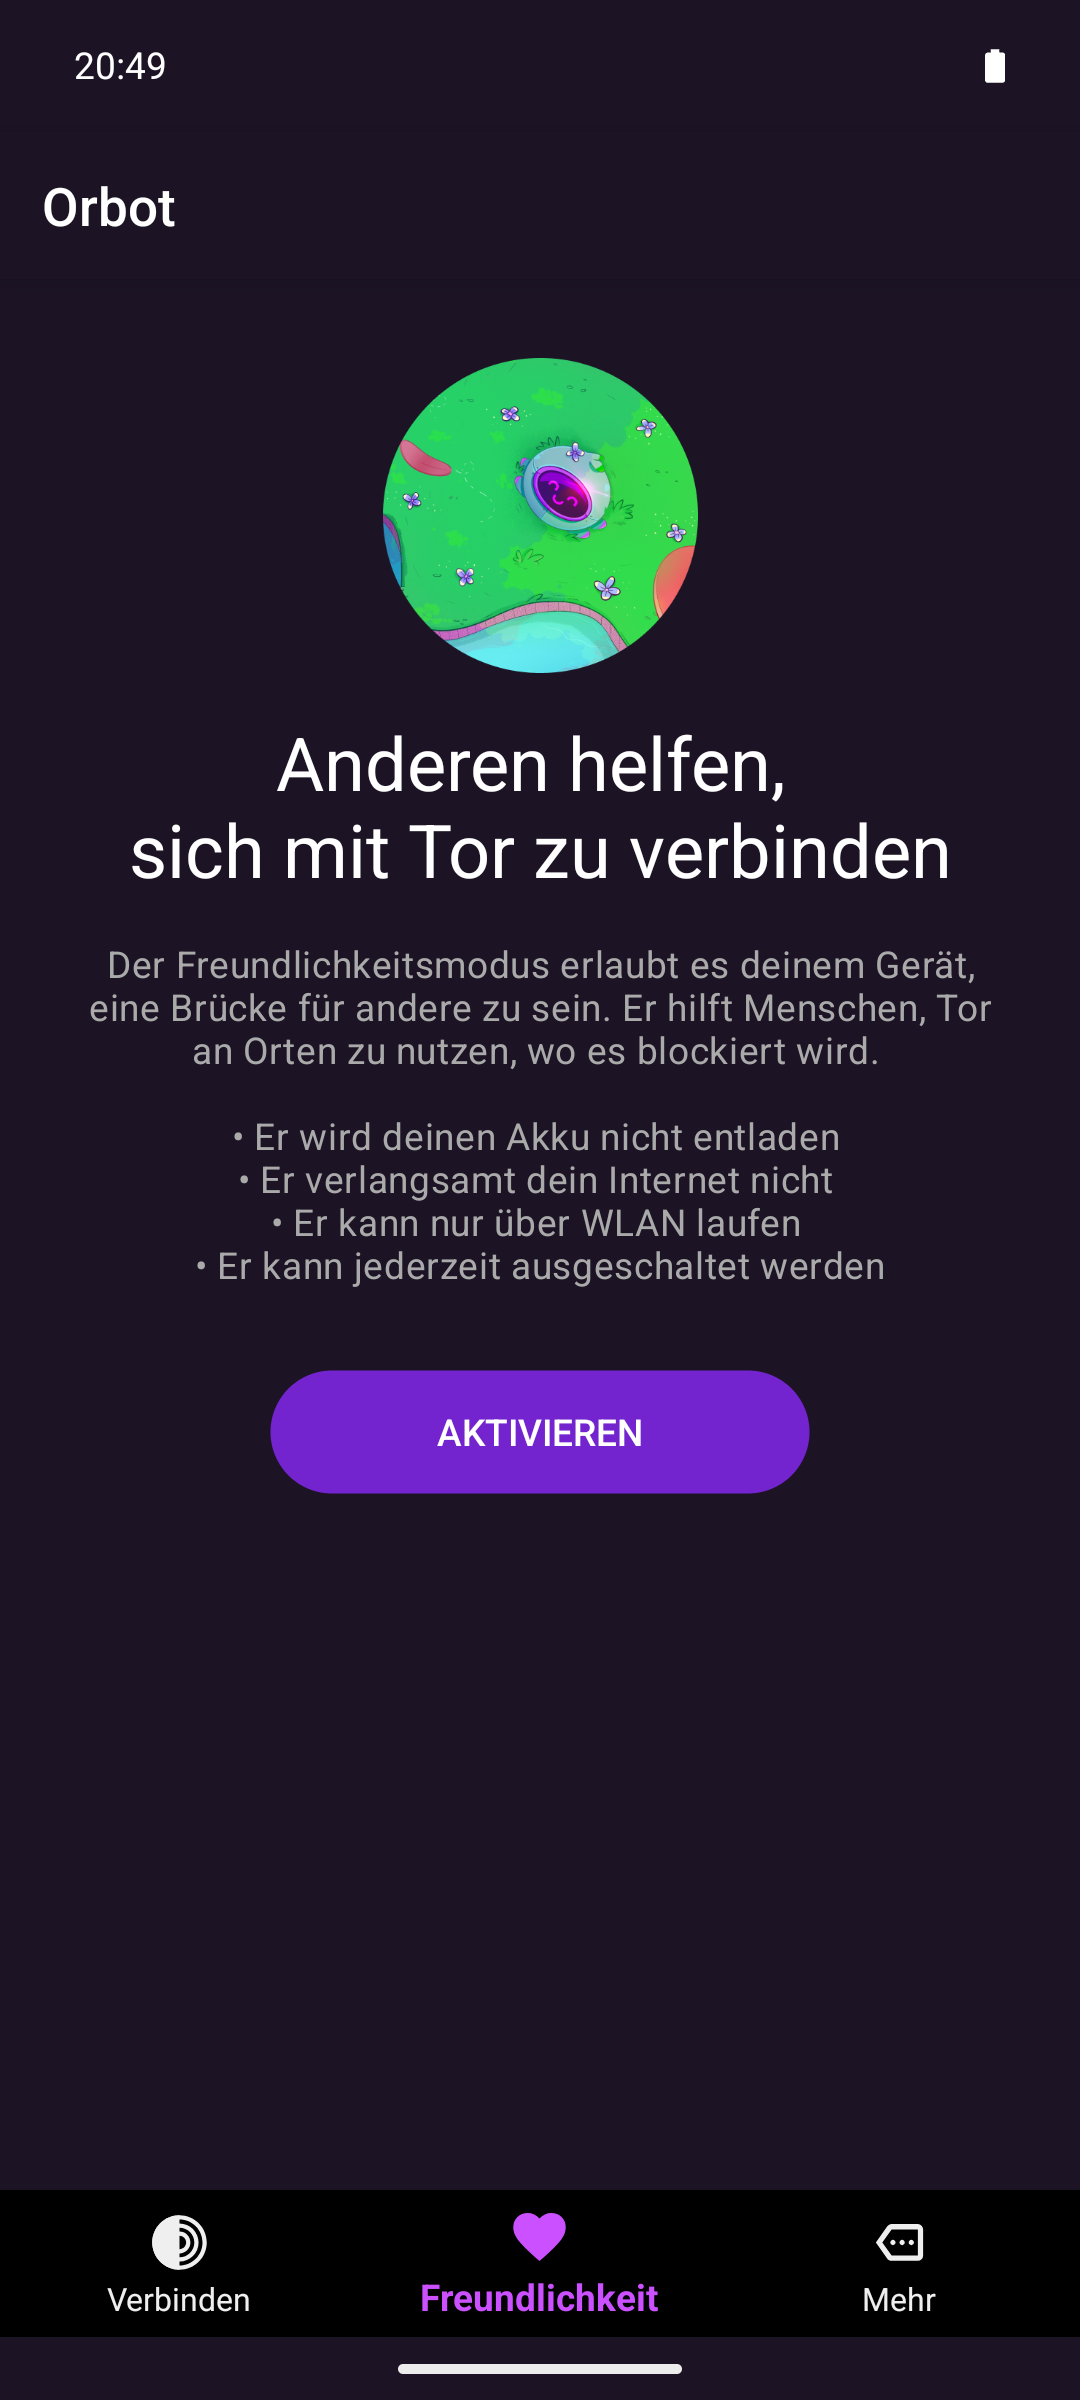 20:49
Orbot
Anderen helfen,
sich mit Tor zu verbinden
Der Freundlichkeitsmodus erlaubt es deinem Gerät,
eine Brücke für andere zu sein. Er hilft Menschen, Tor
an Orten zu nutzen, wo es blockiert wird.
• Er wird deinen Akku nicht entladen
• Er verlangsamt dein Internet nicht
• Er kann nur über WLAN laufen
• Er kann jederzeit ausgeschaltet werden
AKTIVIEREN
Verbinden
Freundlichkeit
Mehr